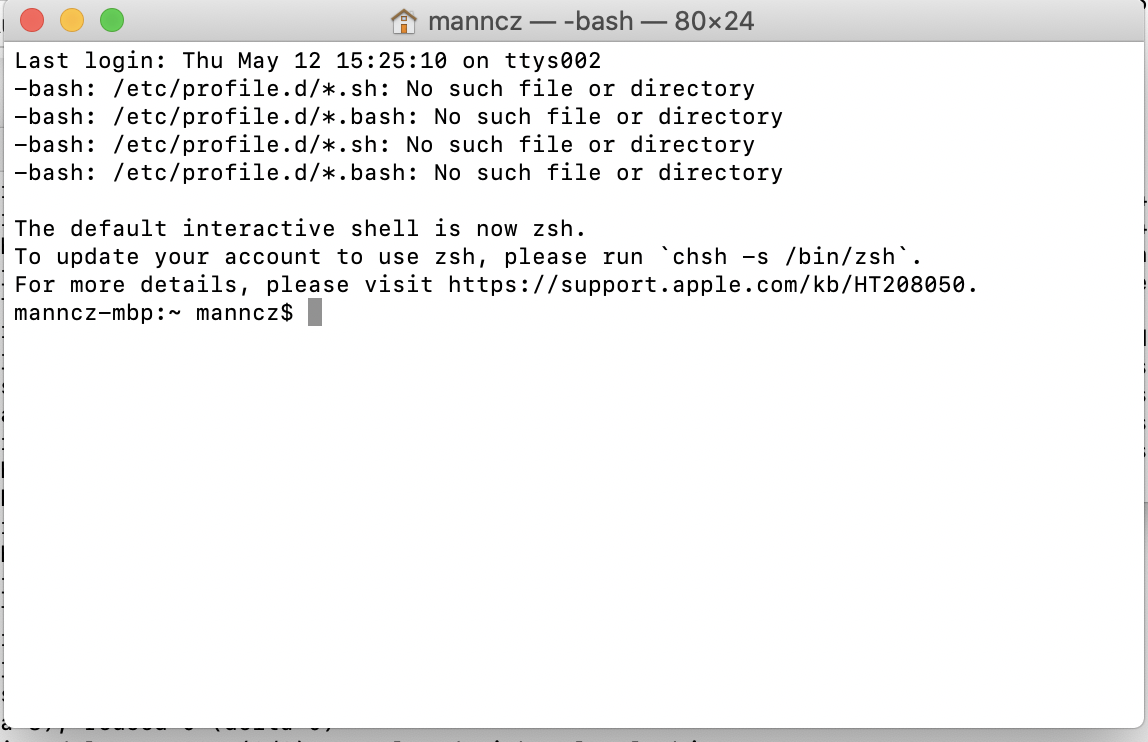 manncz — -bash — 80×24
Last login: Thu May 12 15:25:10 on ttys002
-bash: /etc/profile.d/*.sh: No such file or directory
-bash: /etc/profile.d/*.bash: No such file or directory
-bash: /etc/profile.d/*.sh: No such file or directory
-bash: /etc/profile.d/*.bash: No such file or directory
The default interactive shell is now zsh.
To update your account to use zsh, please run `chsh -s /bin/zsh`.
For more details, please visit https://support.apple.com/kb/HT208050.
manncz-mbp:~ manncz$